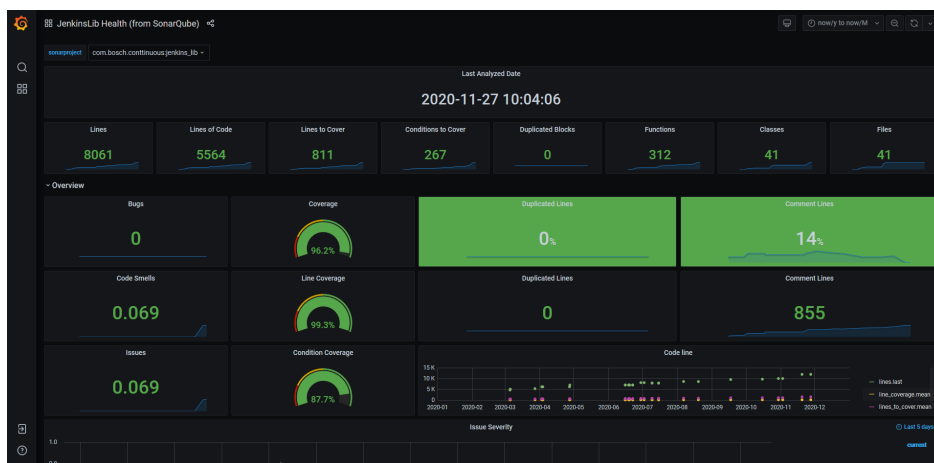 JenkinsLib Health (from SonarQube)
now/y to now/M
sonarproject com.bosch.conttinuous:jenkins_lib
Last Analyzed Date
2020-11-27 10:04:06
Lines Lines of Code Lines to Cover Conditions to Cover Duplicated Blocks Functions Classes Files
8061 5564 811 267 0 312 41 41
Overview
Bugs Coverage Duplicated Lines Comment Lines
0 96.2% 0% 14%
Code Smells Line Coverage Duplicated Lines Comment Lines
0.069 99.3% 0 855
Issues Condition Coverage Code line
0.069 87.7%
15 K
10 K
5 K
0
2020-01 2020-02 2020-03 2020-04 2020-05 2020-06 2020-07 2020-08 2020-09 2020-10 2020-11 2020-12
lines.last
line_coverage.mean
lines_to_cover.mean
Issue Severity
Last 5 days
1.0
current